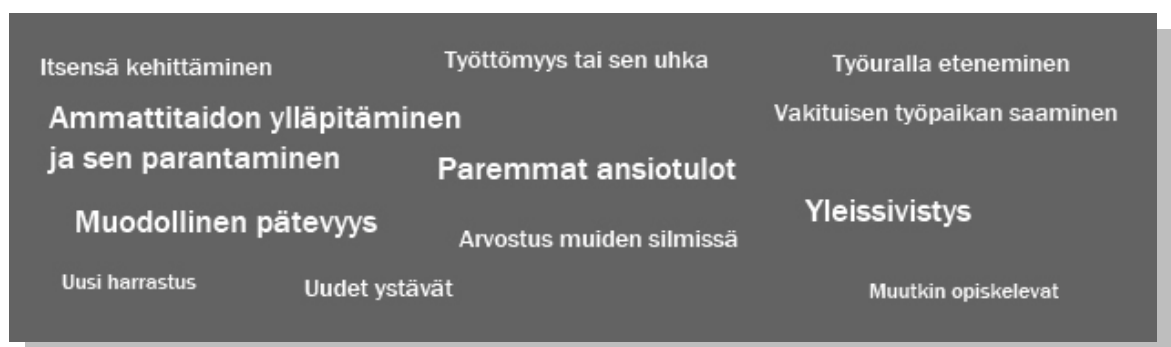 Itsensä kehittäminen
Työttömyys tai sen uhka
Työuralla eteneminen
Ammattitaidon ylläpitäminen
ja sen parantaminen
Vakituisen työpaikan saaminen
Paremmat ansiotulot
Muodollinen pätevyys
Yleissivistys
Arvostus muiden silmissä
Uusi harrastus
Uudet ystävät
Muutkin opiskelevat